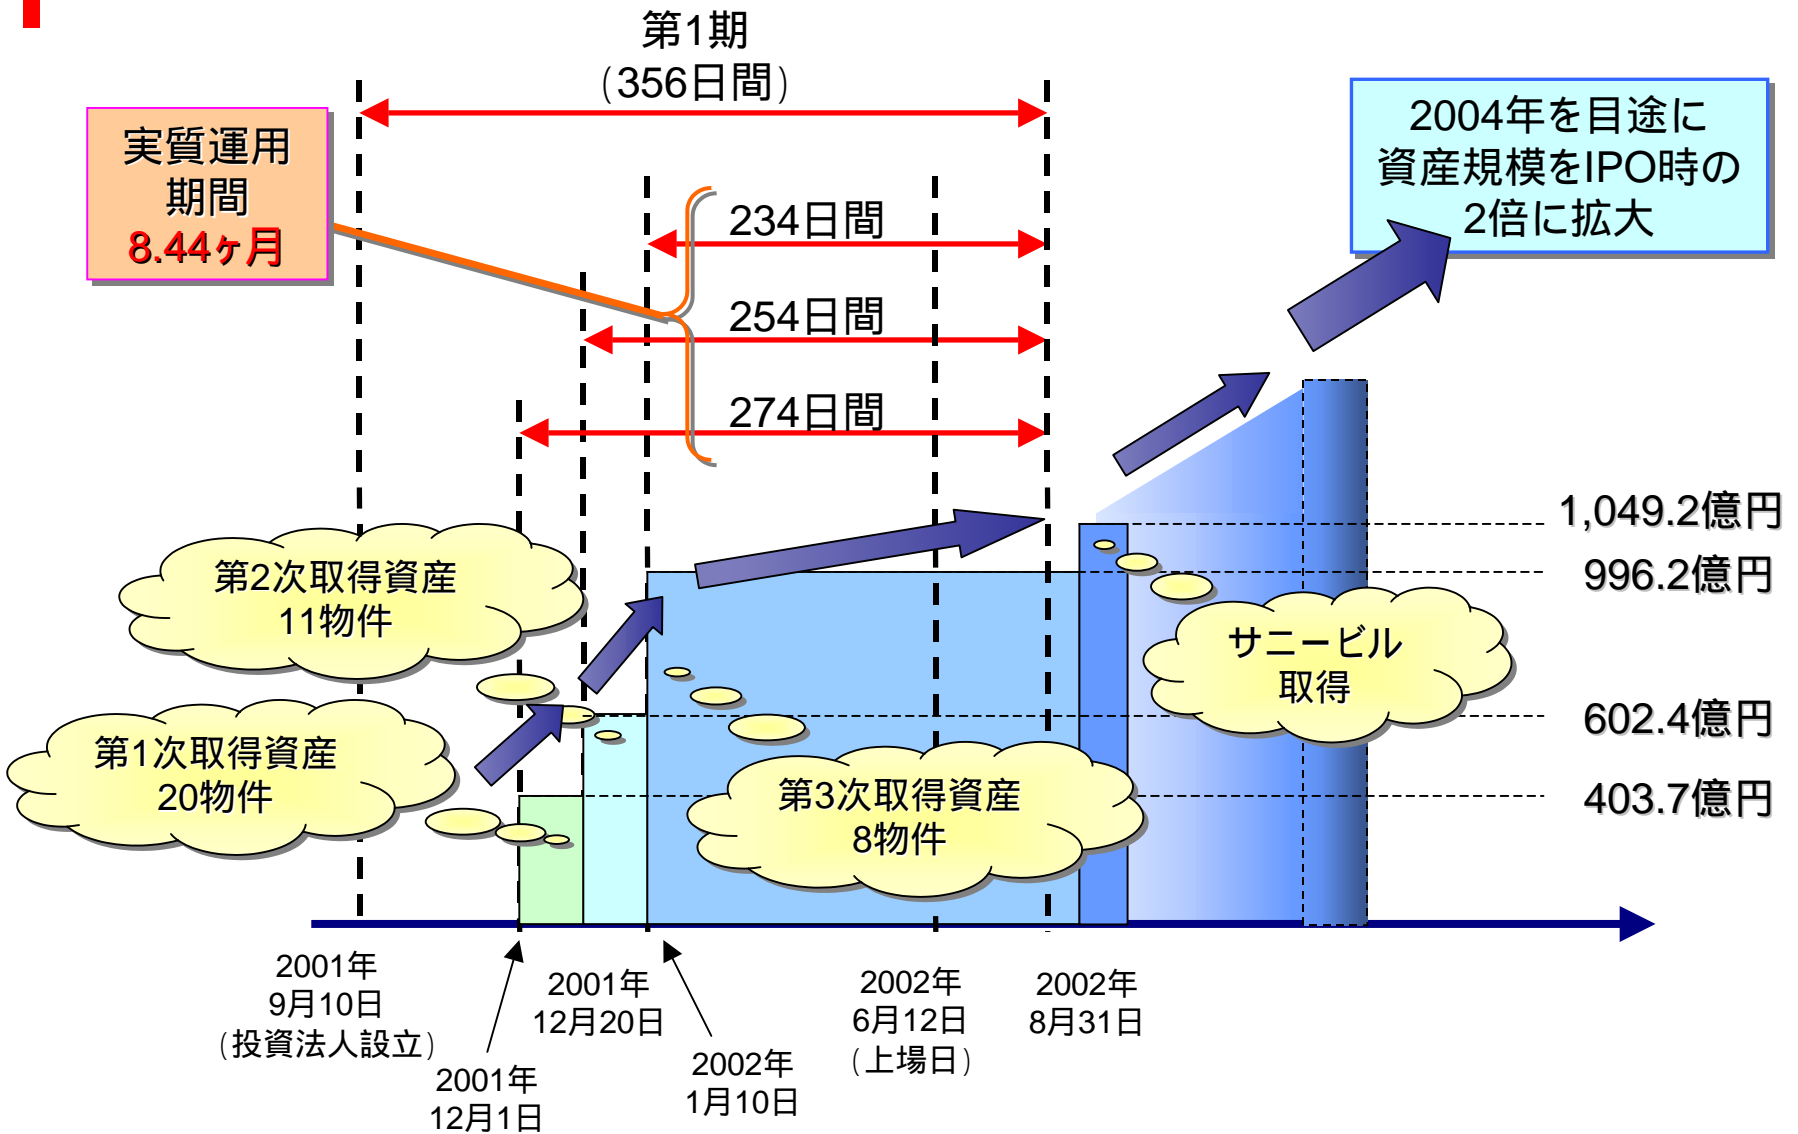 第1期
(356日間)
実質運用
期間
8.44ヶ月
2004年を目途に
資産規模をIPO時の
2倍に拡大
234日間
254日間
274日間
1,049.2億円
996.2億円
602.4億円
403.7億円
第2次取得資産
11物件
第1次取得資産
20物件
第3次取得資産
8物件
サニービル
取得
2001年
9月10日
(投資法人設立)
2001年
12月1日
2001年
12月20日
2002年
1月10日
2002年
6月12日
(上場日)
2002年
8月31日